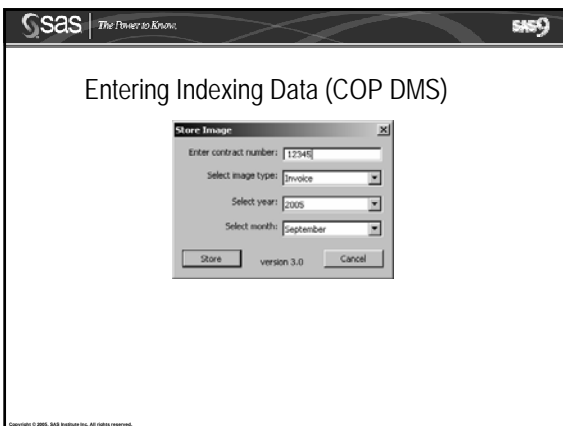 sas The Power to Know. SAS9
Entering Indexing Data (COP DMS)
Store Image
Enter contract number: 12345
Select image type: Invoice
Select year: 2005
Select month: September
Store version 3.0 Cancel
Copyright © 2005, SAS Institute Inc. All rights reserved.